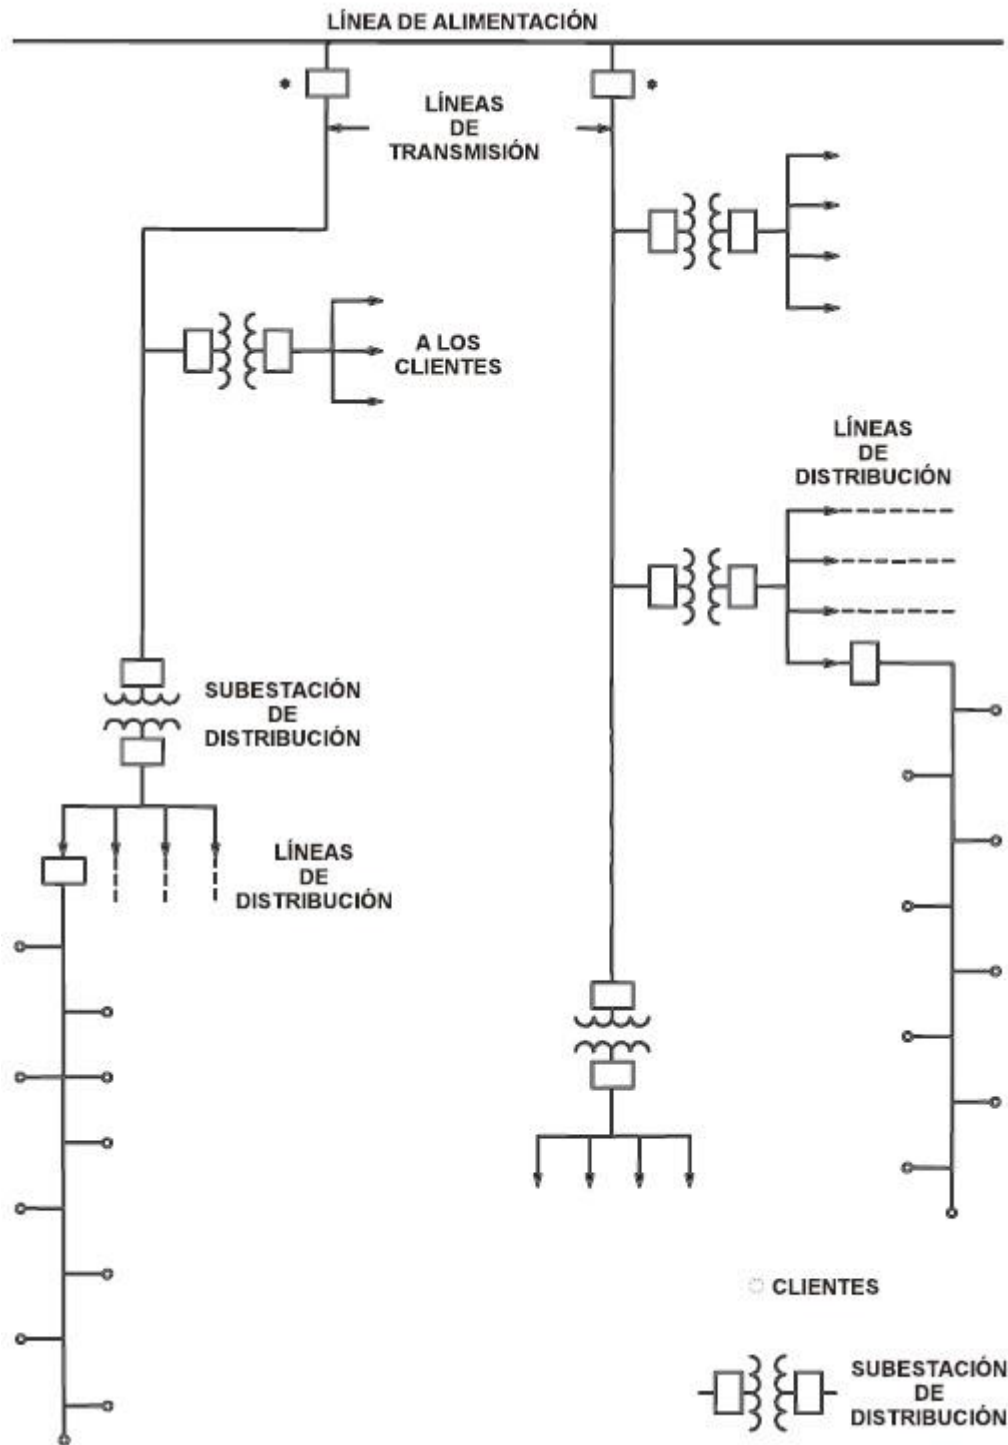 LÍNEA DE ALIMENTACIÓN
*
*
LÍNEAS
DE
TRANSMISIÓN
A LOS
CLIENTES
LÍNEAS
DE
DISTRIBUCIÓN
SUBESTACIÓN
DE
DISTRIBUCIÓN
LÍNEAS
DE
DISTRIBUCIÓN
CLIENTES
SUBESTACIÓN
DE
DISTRIBUCIÓN